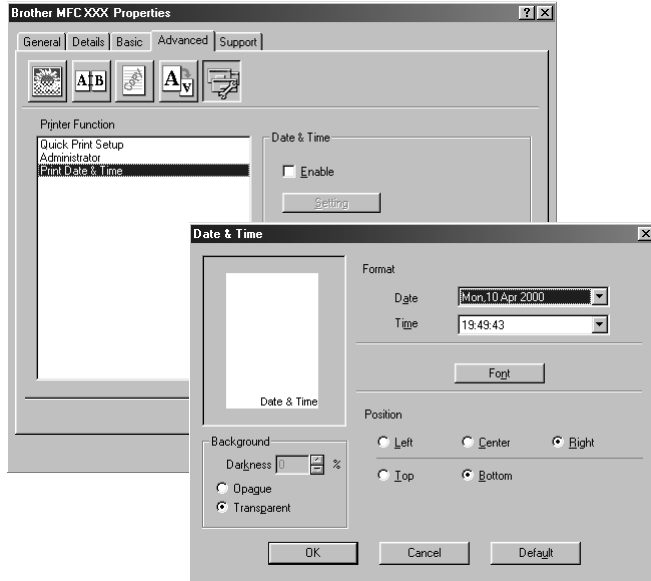 Brother MFC XXX Properties
General Details Basic Advanced Support
A B
A
Printer Function
Quick Print Setup
Administrator
Print Date & Time
Date & Time
Enable
Setting
Date & Time
Date & Time
Format
Date Mon,10 Apr 2000
Time 19:49:43
Font
Position
Left Center Right
Top Bottom
Background
Darkness 0 %
Opague
Transparent
OK Cancel Default